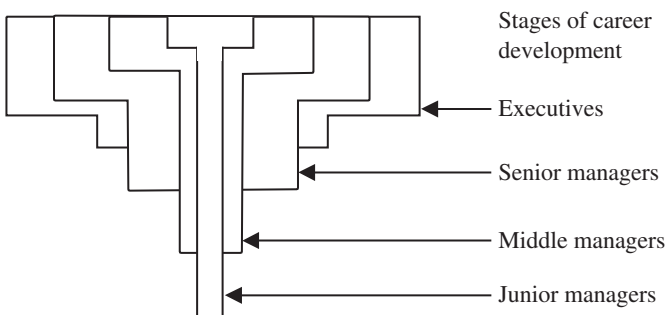 Stages of career
development
Executives
Senior managers
Middle managers
Junior managers